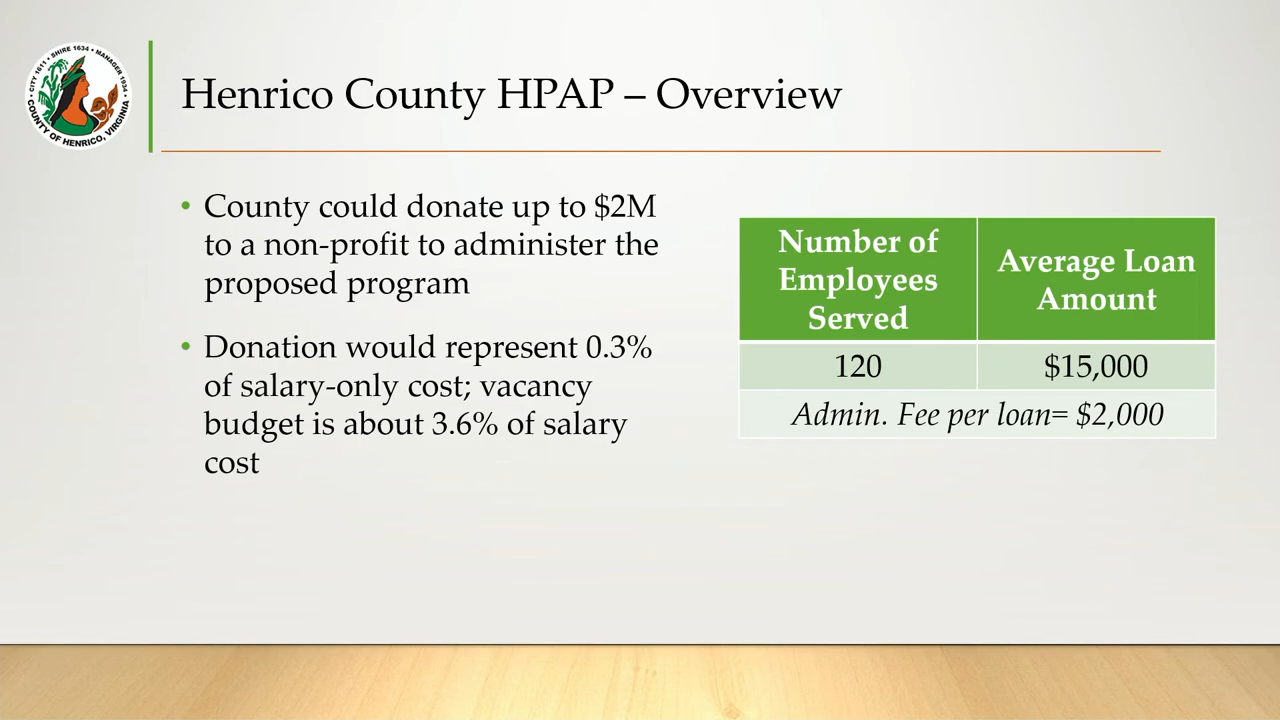 CITY 1611 • SHIRE 1634 • MANAGER 1934
COUNTY OF HENRICO, VIRGINIA
Henrico County HPAP – Overview
• County could donate up to $2M
to a non-profit to administer the
proposed program
• Donation would represent 0.3%
of salary-only cost; vacancy
budget is about 3.6% of salary
cost
Number of
Employees
Served
Average Loan
Amount
120
$15,000
Admin. Fee per loan= $2,000